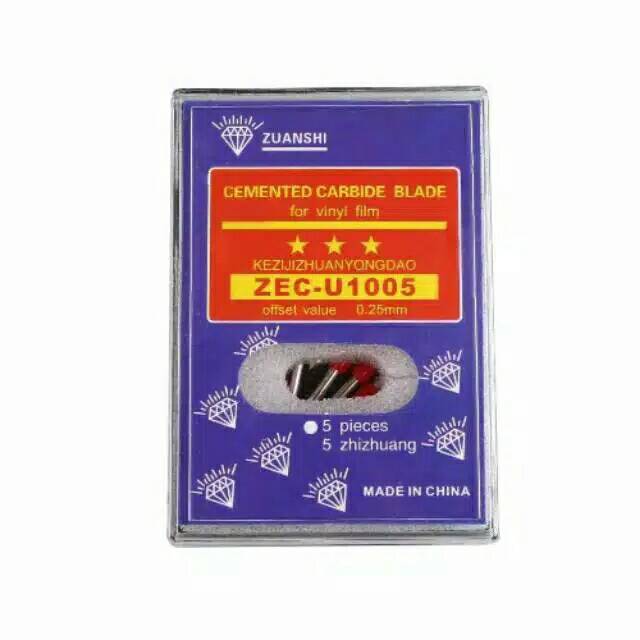 ZUANSHI
CEMENTED CARBIDE BLADE
for vinyl film
KEZIJIZHUANYONGDAO
ZEC-U1005
offset value 0.25mm
5 pieces
5 zhizhuang
MADE IN CHINA